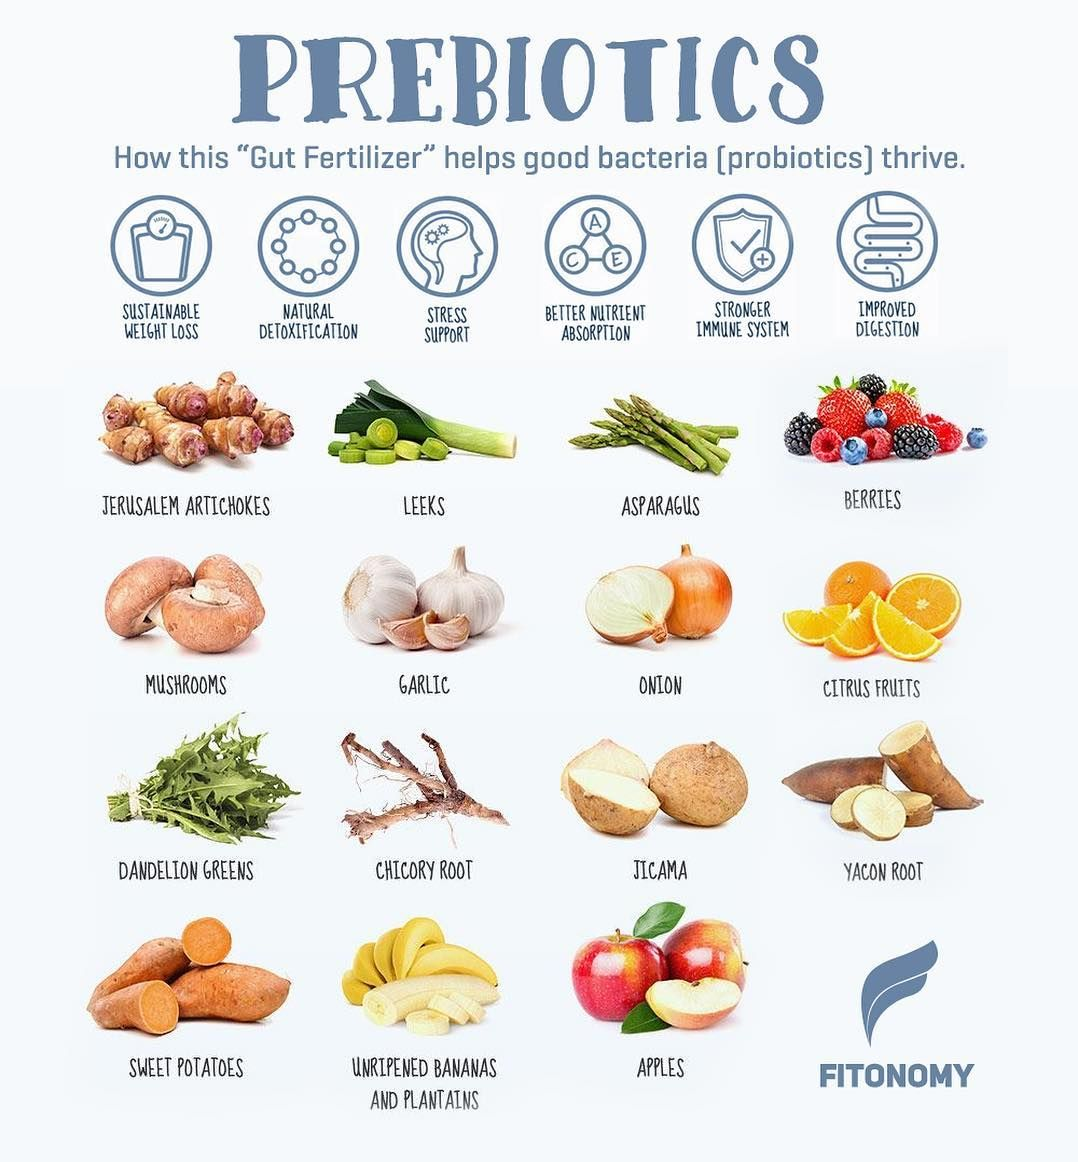 PREBIOTICS
How this “Gut Fertilizer” helps good bacteria (probiotics) thrive.
SUSTAINABLE
WEIGHT LOSS
NATURAL
DETOXIFICATION
STRESS
SUPPORT
A
C E
BETTER NUTRIENT
ABSORPTION
STRONGER
IMMUNE SYSTEM
IMPROVED
DIGESTION
JERUSALEM ARTICHOKES
LEEKS
ASPARAGUS
BERRIES
MUSHROOMS
GARLIC
ONION
CITRUS FRUITS
DANDELION GREENS
CHICORY ROOT
JICAMA
YACON ROOT
SWEET POTATOES
UNRIPENED BANANAS
AND PLANTAINS
APPLES
FITONOMY